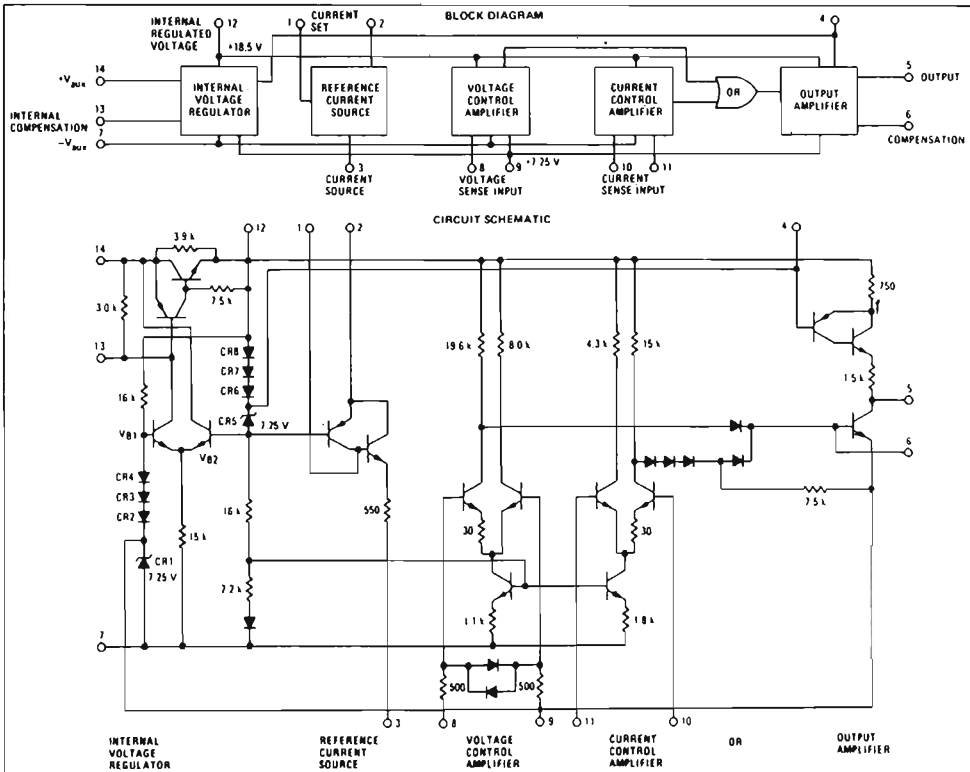 BLOCK DIAGRAM
INTERNAL
REGULATED
VOLTAGE
12
+18.5 V
1
CURRENT
SET
2
4
14
+Vaux
13
INTERNAL
COMPENSATION
7
−Vaux
INTERNAL
VOLTAGE
REGULATOR
REFERENCE
CURRENT
SOURCE
VOLTAGE
CONTROL
AMPLIFIER
CURRENT
CONTROL
AMPLIFIER
OR
OUTPUT
AMPLIFIER
5
OUTPUT
6
COMPENSATION
3
CURRENT
SOURCE
8
9
+7.25 V
VOLTAGE
SENSE INPUT
10
11
CURRENT
SENSE INPUT
CIRCUIT SCHEMATIC
12
1
2
4
14
3.9 k
3.0 k
7.5 k
750
13
CR8
CR7
CR6
CR5
7.25 V
19.6 k
8.0 k
4.3 k
15 k
1.5 k
5
16 k
VB1
VB2
6
CR4
CR3
CR2
CR1
7.25 V
15 k
16 k
550
30
30
7.5 k
7.2 k
1.1 k
1.8 k
7
500
500
3
8
9
11
10
INTERNAL
VOLTAGE
REGULATOR
REFERENCE
CURRENT
SOURCE
VOLTAGE
CONTROL
AMPLIFIER
CURRENT
CONTROL
AMPLIFIER
OR
OUTPUT
AMPLIFIER